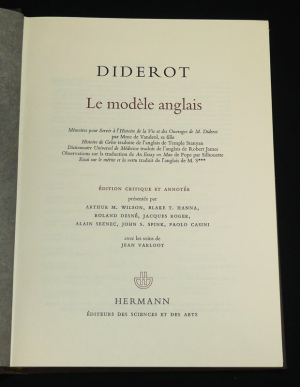 DIDEROT
Le modèle anglais
Mémoires pour Servir à l'Histoire de la Vie et des Ouvrages de M. Diderot
par Mme de Vandeul, sa fille
Histoire de Grèce traduite de l'anglais de Temple Stanyan
Dictionnaire Universel de Médecine traduit de l'anglais de Robert James
Observations sur la traduction de An Essay on Man de Pope par Silhouette
Essai sur le mérite et la vertu traduit de l'anglais de M. S***
ÉDITION CRITIQUE ET ANNOTÉE
présentée par
ARTHUR M. WILSON, BLAKE T. HANNA,
ROLAND DESNÉ, JACQUES ROGER,
ALAIN SEZNEC, JOHN S. SPINK, PAOLO CASINI
avec les soins de
JEAN VARLOOT
HERMANN
ÉDITEURS DES SCIENCES ET DES ARTS